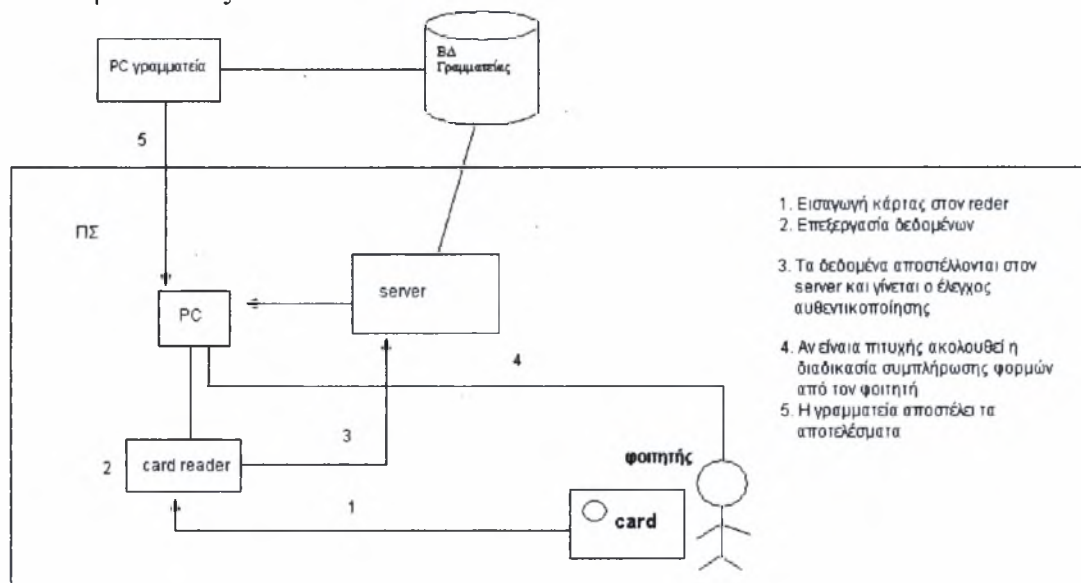 PC γραμματεία
ΒΔ
Γραμματείας
5
ΠΣ
PC
server
4
3
2
card reader
1
card
φοιτητής
1. Εισαγωγή κάρτας στον reder
2. Επεξεργασία δεδομένων
3. Τα δεδομένα αποστέλλονται στον
server και γίνεται ο έλεγχος
αυθεντικοποίησης
4. Αν είναια πιτυχής ακολουθεί η
διαδικασία συμπλήρωσης φορμών
από τον φοιτητή
5. Η γραμματεία αποστέλει τα
αποτελέσματα